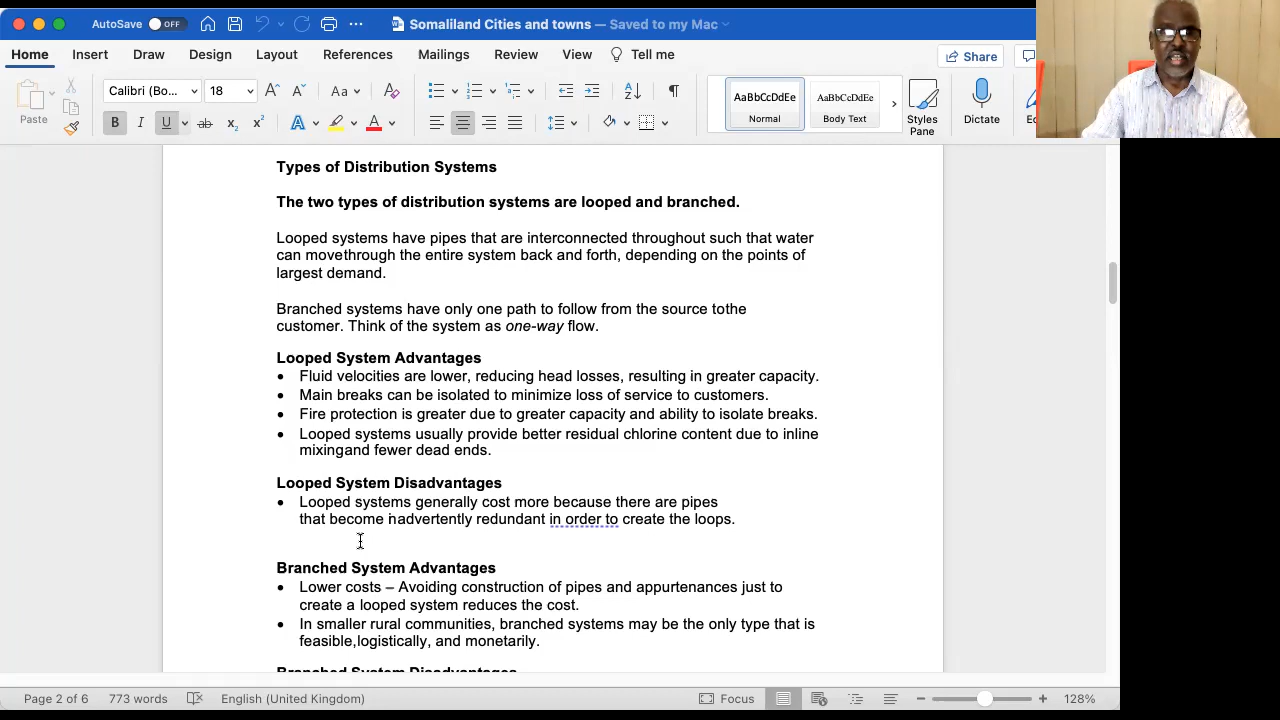 AutoSave OFF
Somaliland Cities and towns — Saved to my Mac
Home Insert Draw Design Layout References Mailings Review View Tell me
Share
Paste
Calibri (Bo... 18
AaBbCcDdEe AaBbCcDdEe
Normal Body Text
Styles Pane
Dictate
Types of Distribution Systems
The two types of distribution systems are looped and branched.
Looped systems have pipes that are interconnected throughout such that water
can movethrough the entire system back and forth, depending on the points of
largest demand.
Branched systems have only one path to follow from the source tothe
customer. Think of the system as one-way flow.
Looped System Advantages
• Fluid velocities are lower, reducing head losses, resulting in greater capacity.
• Main breaks can be isolated to minimize loss of service to customers.
• Fire protection is greater due to greater capacity and ability to isolate breaks.
• Looped systems usually provide better residual chlorine content due to inline
mixingand fewer dead ends.
Looped System Disadvantages
• Looped systems generally cost more because there are pipes
that become inadvertently redundant in order to create the loops.
Branched System Advantages
• Lower costs – Avoiding construction of pipes and appurtenances just to
create a looped system reduces the cost.
• In smaller rural communities, branched systems may be the only type that is
feasible,logistically, and monetarily.
Branched System Disadvantages
Page 2 of 6 773 words English (United Kingdom) Focus 128%